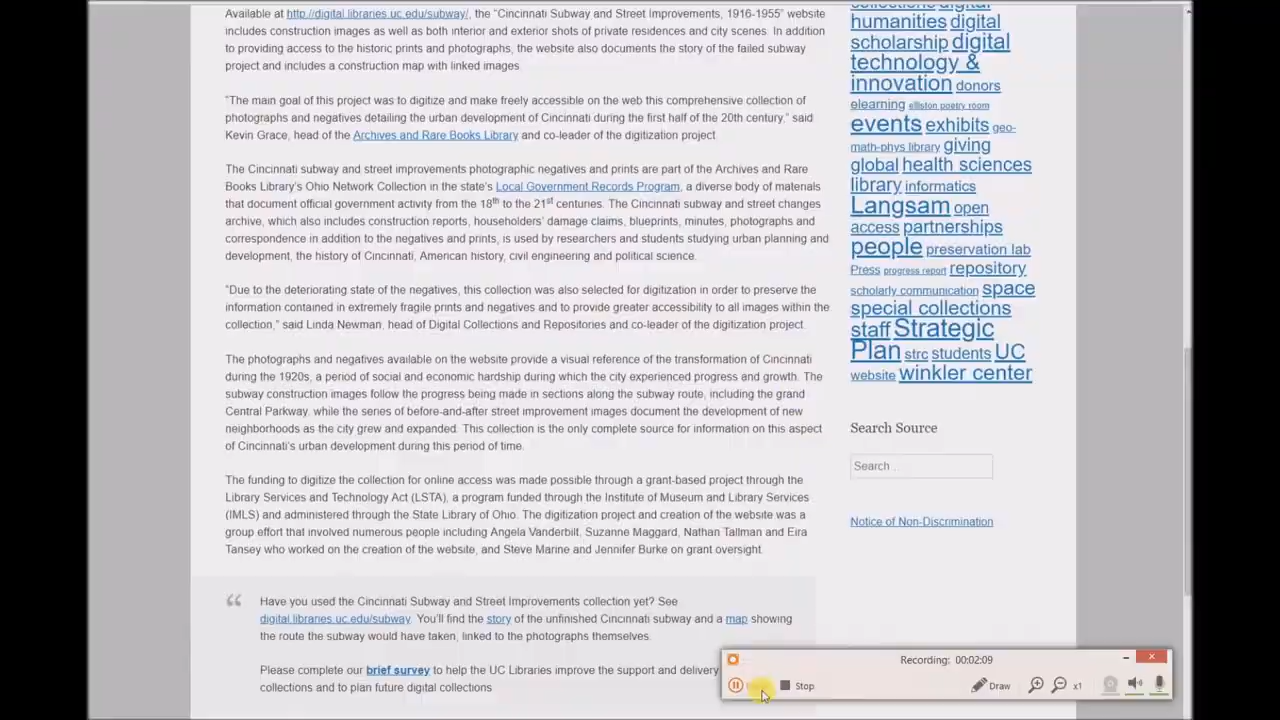 Available at http://digital.libraries.uc.edu/subway/, the “Cincinnati Subway and Street Improvements, 1916-1955” website
includes construction images as well as both interior and exterior shots of private residences and city scenes. In addition
to providing access to the historic prints and photographs, the website also documents the story of the failed subway
project and includes a construction map with linked images.
“The main goal of this project was to digitize and make freely accessible on the web this comprehensive collection of
photographs and negatives detailing the urban development of Cincinnati during the first half of the 20th century,” said
Kevin Grace, head of the Archives and Rare Books Library and co-leader of the digitization project.
The Cincinnati subway and street improvements photographic negatives and prints are part of the Archives and Rare
Books Library’s Ohio Network Collection in the state’s Local Government Records Program, a diverse body of materials
that document official government activity from the 18th to the 21st centuries. The Cincinnati subway and street changes
archive which also includes construction reports, householders’ damage claims, blueprints, minutes, photographs and
correspondence in addition to the negatives and prints, is used by researchers and students studying urban planning and
development, the history of Cincinnati, American history, civil engineering and political science.
“Due to the deteriorating state of the negatives, this collection was also selected for digitization in order to preserve the
information contained in extremely fragile prints and negatives and to provide greater accessibility to all images within the
collection,” said Linda Newman, head of Digital Collections and Repositories and co-leader of the digitization project.
The photographs and negatives available on the website provide a visual reference of the transformation of Cincinnati
during the 1920s, a period of social and economic hardship during which the city experienced progress and growth. The
subway construction images follow the progress being made in sections along the subway route, including the grand
Central Parkway, while the series of before-and-after street improvement images document the development of new
neighborhoods as the city grew and expanded. This collection is the only complete source for information on this aspect
of Cincinnati’s urban development during this period of time.
The funding to digitize the collection for online access was made possible through a grant-based project through the
Library Services and Technology Act (LSTA), a program funded through the Institute of Museum and Library Services
(IMLS) and administered through the State Library of Ohio. The digitization project and creation of the website was a
group effort that involved numerous people including Angela Vanderbilt, Suzanne Maggard, Nathan Tallman and Eira
Tansey who worked on the creation of the website, and Steve Marine and Jennifer Burke on grant oversight.
“ Have you used the Cincinnati Subway and Street Improvements collection yet? See
digital.libraries.uc.edu/subway. You’ll find the story of the unfinished Cincinnati subway and a map showing
the route the subway would have taken, linked to the photographs themselves.
Please complete our brief survey to help the UC Libraries improve the support and delivery
collections and to plan future digital collections
collections digital
humanities digital
scholarship digital
technology &
innovation donors
elearning elliston poetry room
events exhibits geo-
math-phys library giving
global health sciences
library informatics
Langsam open
access partnerships
people preservation lab
Press progress report repository
scholarly communication space
special collections
staff Strategic
Plan strc students UC
website winkler center
Search Source
Search ...
Notice of Non-Discrimination
Recording: 00:02:09
Stop
Draw
x1